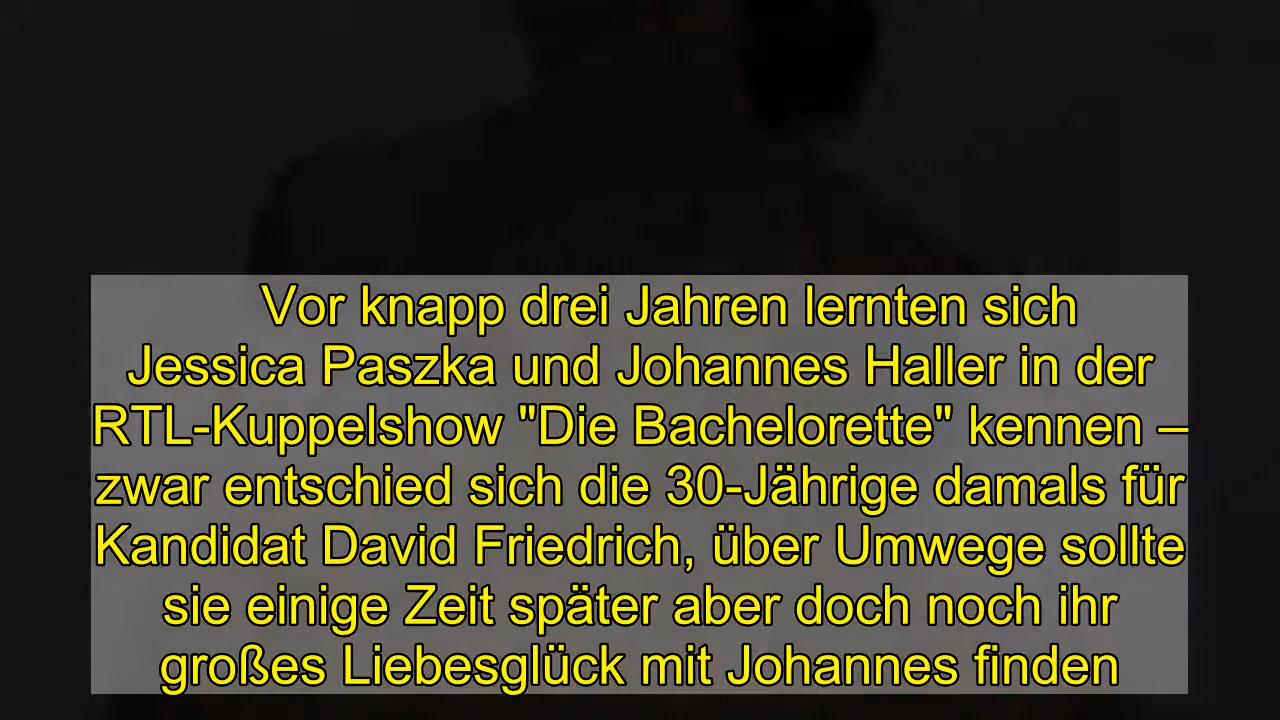 Vor knapp drei Jahren lernten sich
Jessica Paszka und Johannes Haller in der
RTL-Kuppelshow "Die Bachelorette" kennen –
zwar entschied sich die 30-Jährige damals für
Kandidat David Friedrich, über Umwege sollte
sie einige Zeit später aber doch noch ihr
großes Liebesglück mit Johannes finden